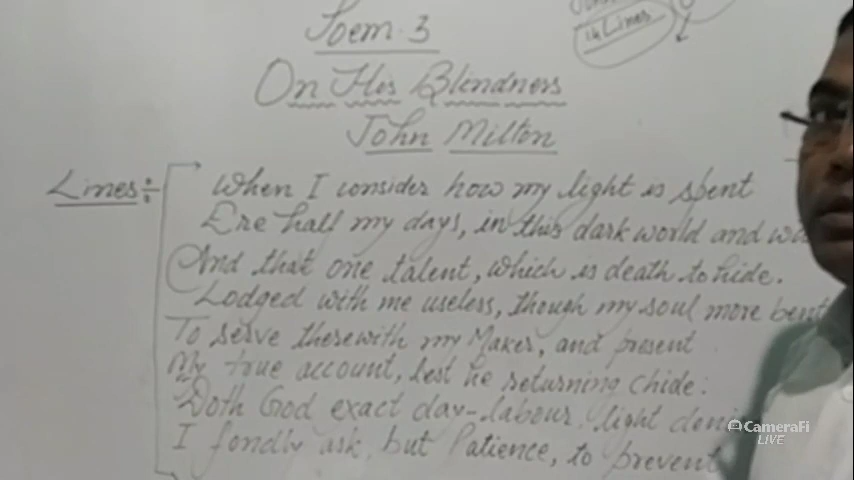 14 Lines
Poem. 3
On His Blindness
John Milton
Lines:- When I consider how my light is spent
Ere half my days, in this dark world and wi
And that one talent, which is death to hide.
Lodged with me useless, though my soul more bent
To serve therewith my Maker, and present
My true account, lest he returning chide:
Doth God exact day-labour, light deni
I fondly ask, but Patience, to prevent
CameraFi
LIVE